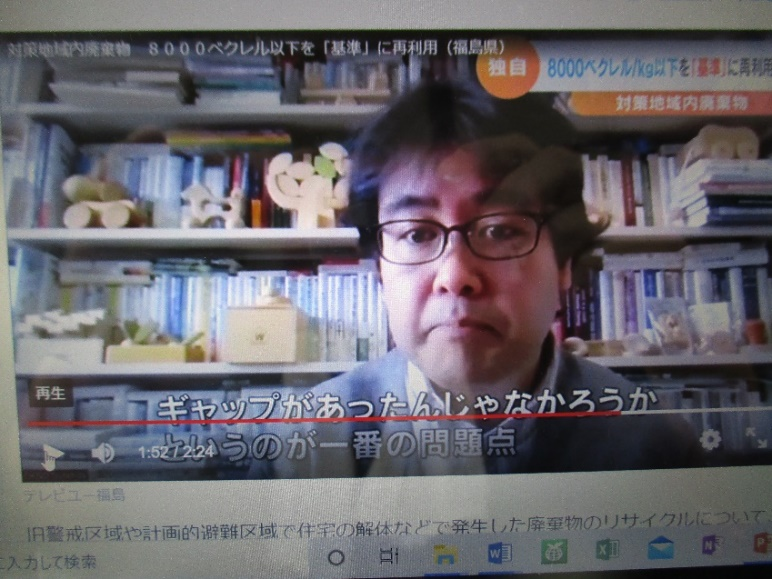 対策地域内廃棄物　８０００ベクレル以下を「基準」に再利用（福島県）
独自
8000ベクレル/kg以下を「基準」に再利用
対策地域内廃棄物
W
再生
ギャップがあったんじゃなかろうか
というのが一番の問題点
1:52 / 2:24
テレビユー福島
旧警戒区域や計画的避難区域で住宅の解体などで発生した廃棄物のリサイクルについて、
に入力して検索